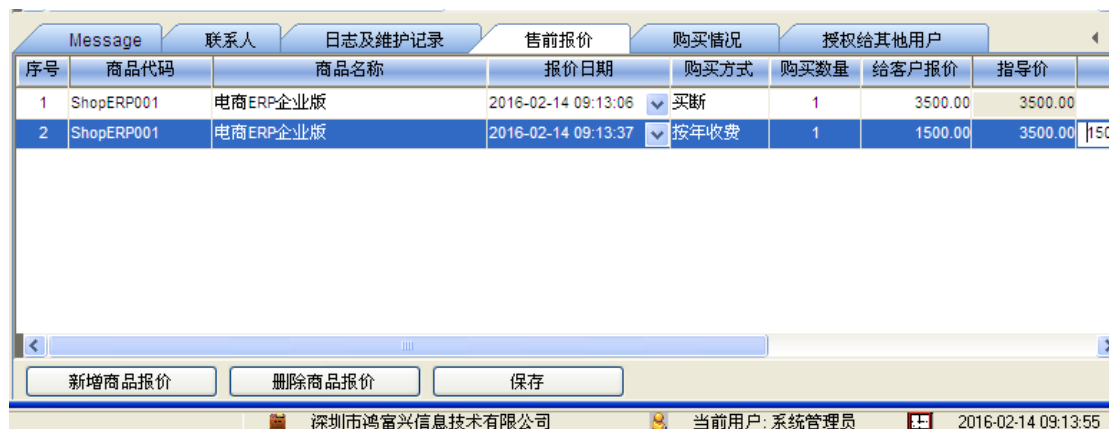 Message 联系人 日志及维护记录 售前报价 购买情况 授权给其他用户
序号 商品代码 商品名称 报价日期 购买方式 购买数量 给客户报价 指导价
1 ShopERP001 电商ERP企业版 2016-02-14 09:13:06 买断 1 3500.00 3500.00
2 ShopERP001 电商ERP企业版 2016-02-14 09:13:37 按年收费 1 1500.00 3500.00 150
新增商品报价 删除商品报价 保存
深圳市鸿富兴信息技术有限公司 当前用户: 系统管理员 2016-02-14 09:13:55